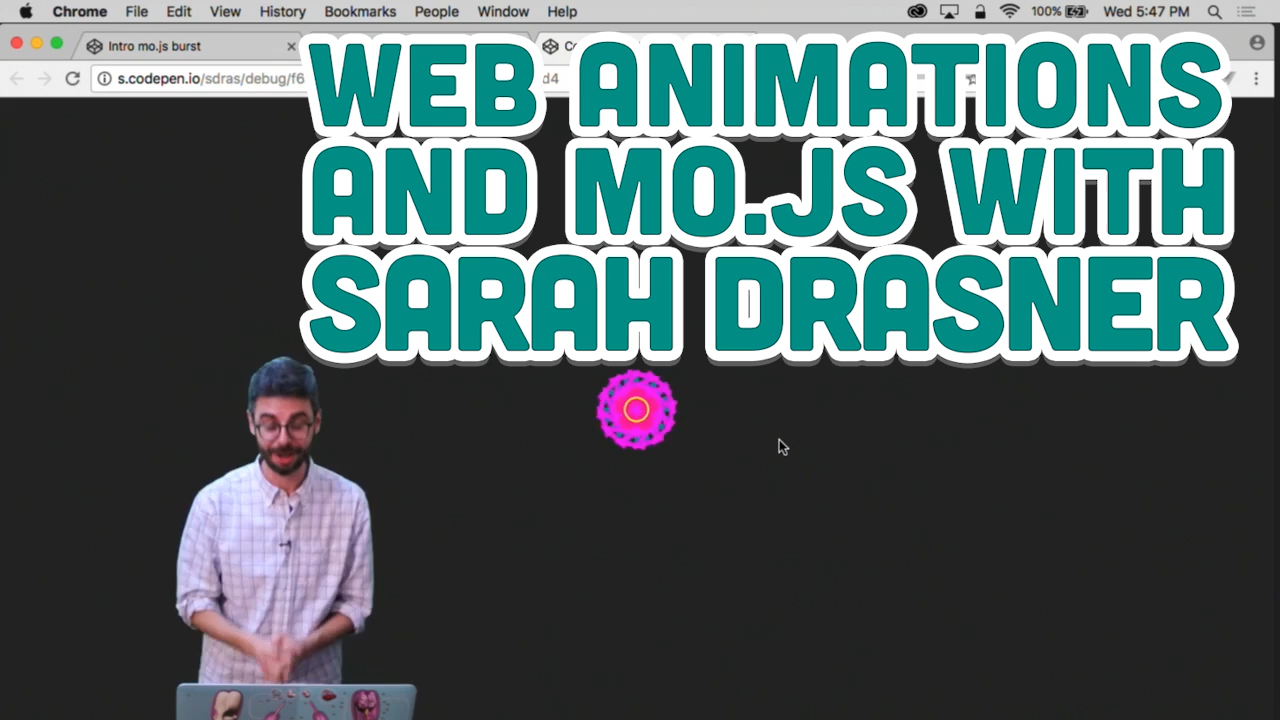 Chrome File Edit View History Bookmarks People Window Help 100% Wed 5:47 PM
Intro mo.js burst
s.codepen.io/sdras/debug/f6
d4
WEB ANIMATIONS
AND MO.JS WITH
SARAH DRASNER